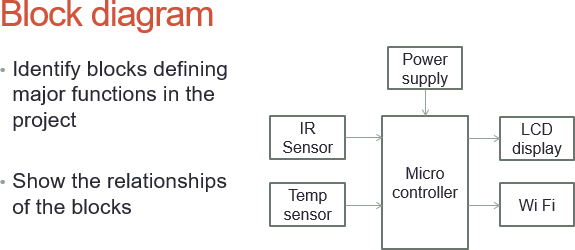 Block diagram
• Identify blocks defining
major functions in the
project
• Show the relationships
of the blocks
Power
supply
IR
Sensor
Temp
sensor
Micro
controller
LCD
display
Wi Fi